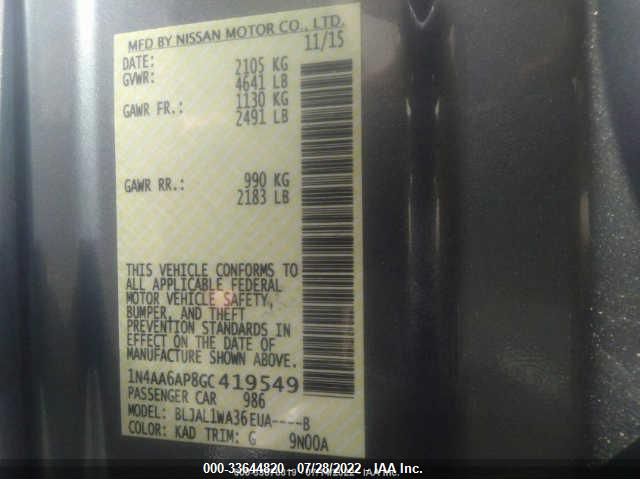 MFD BY NISSAN MOTOR CO., LTD.
DATE: 11/15
GVWR: 2105 KG
4641 LB
GAWR FR.: 1130 KG
2491 LB
GAWR RR.: 990 KG
2183 LB
THIS VEHICLE CONFORMS TO
ALL APPLICABLE FEDERAL
MOTOR VEHICLE SAFETY,
BUMPER, AND THEFT
PREVENTION STANDARDS IN
EFFECT ON THE DATE OF
MANUFACTURE SHOWN ABOVE.
1N4AA6AP8GC419549
PASSENGER CAR 986
MODEL: BLJAL1WA36EUA----B
COLOR: KAD TRIM: G 9N00A
000-33644820 - 07/28/2022 - IAA Inc.